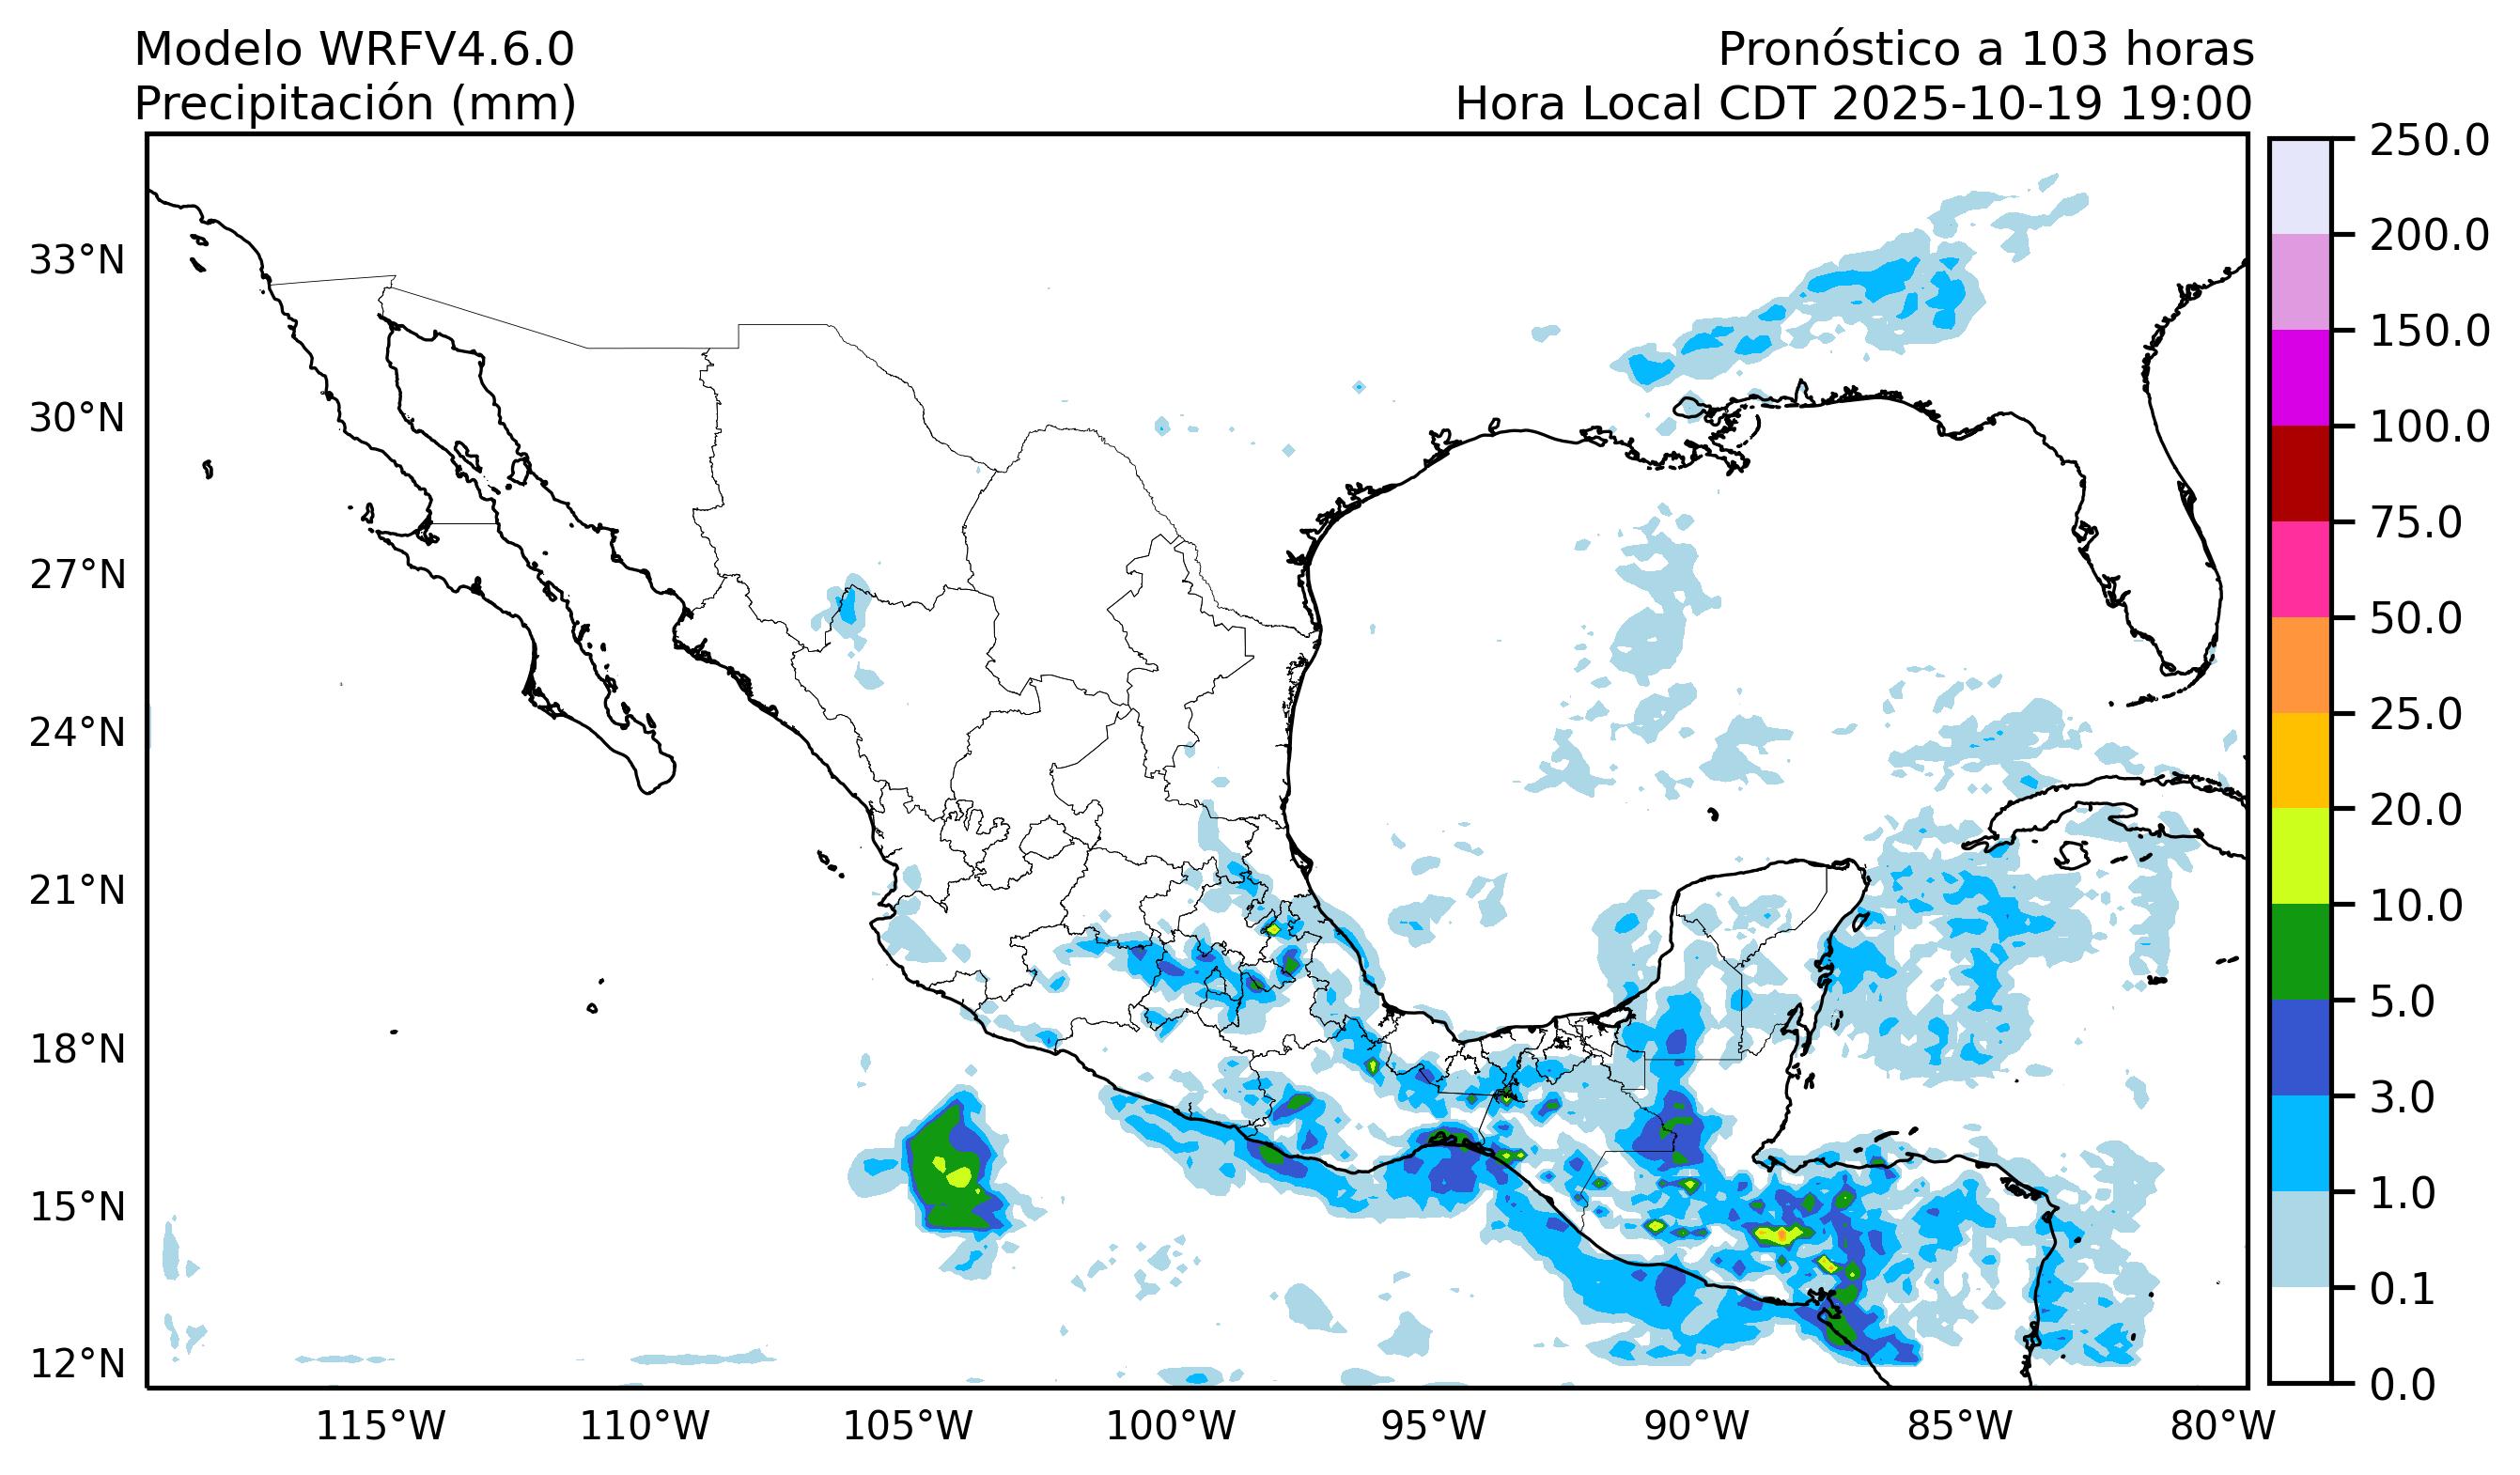 Modelo WRFV4.6.0
Precipitación (mm)
Pronóstico a 103 horas
Hora Local CDT 2025-10-19 19:00
33°N
30°N
27°N
24°N
21°N
18°N
15°N
12°N
115°W
110°W
105°W
100°W
95°W
90°W
85°W
80°W
250.0
200.0
150.0
100.0
75.0
50.0
25.0
20.0
10.0
5.0
3.0
1.0
0.1
0.0